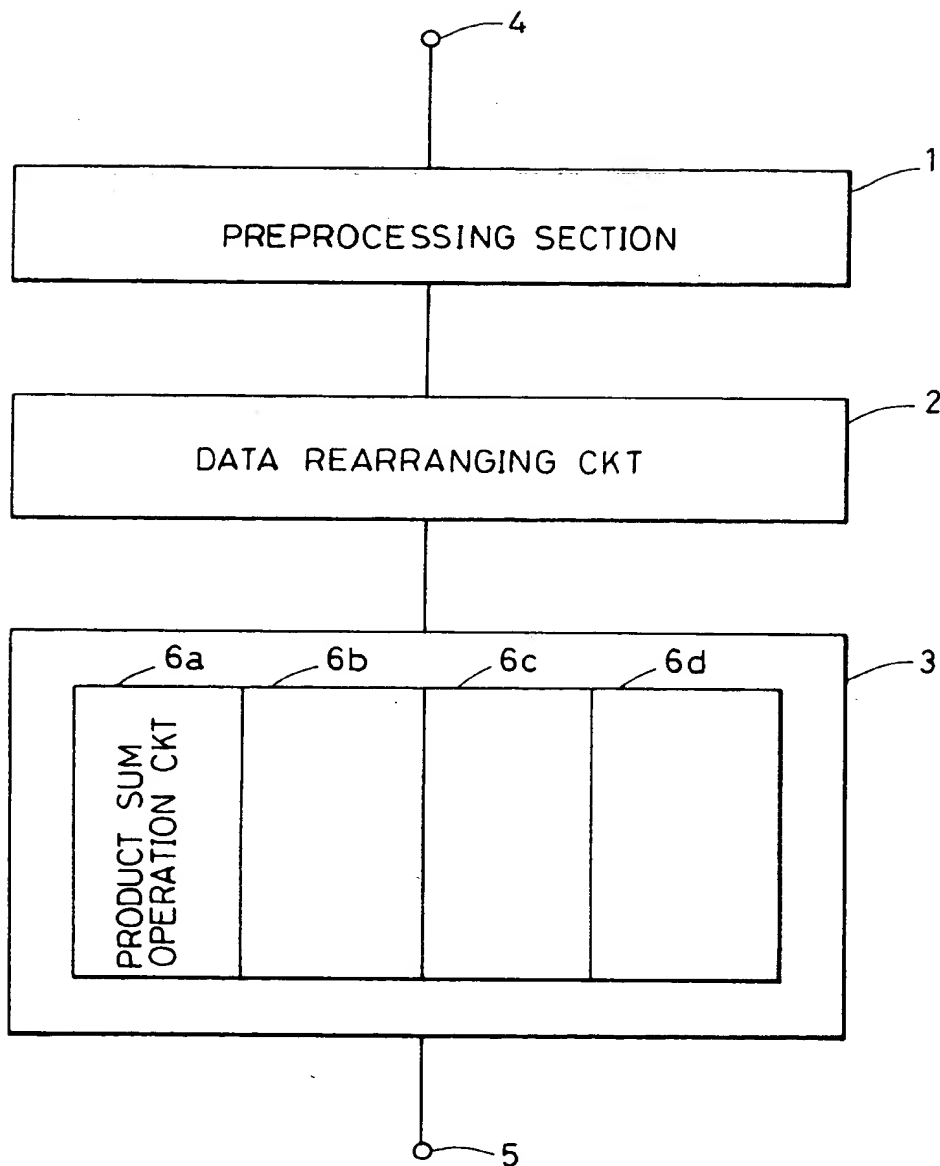 4
1
PREPROCESSING SECTION
2
DATA REARRANGING CKT
3
6a 6b 6c 6d
PRODUCT SUM
OPERATION CKT
5